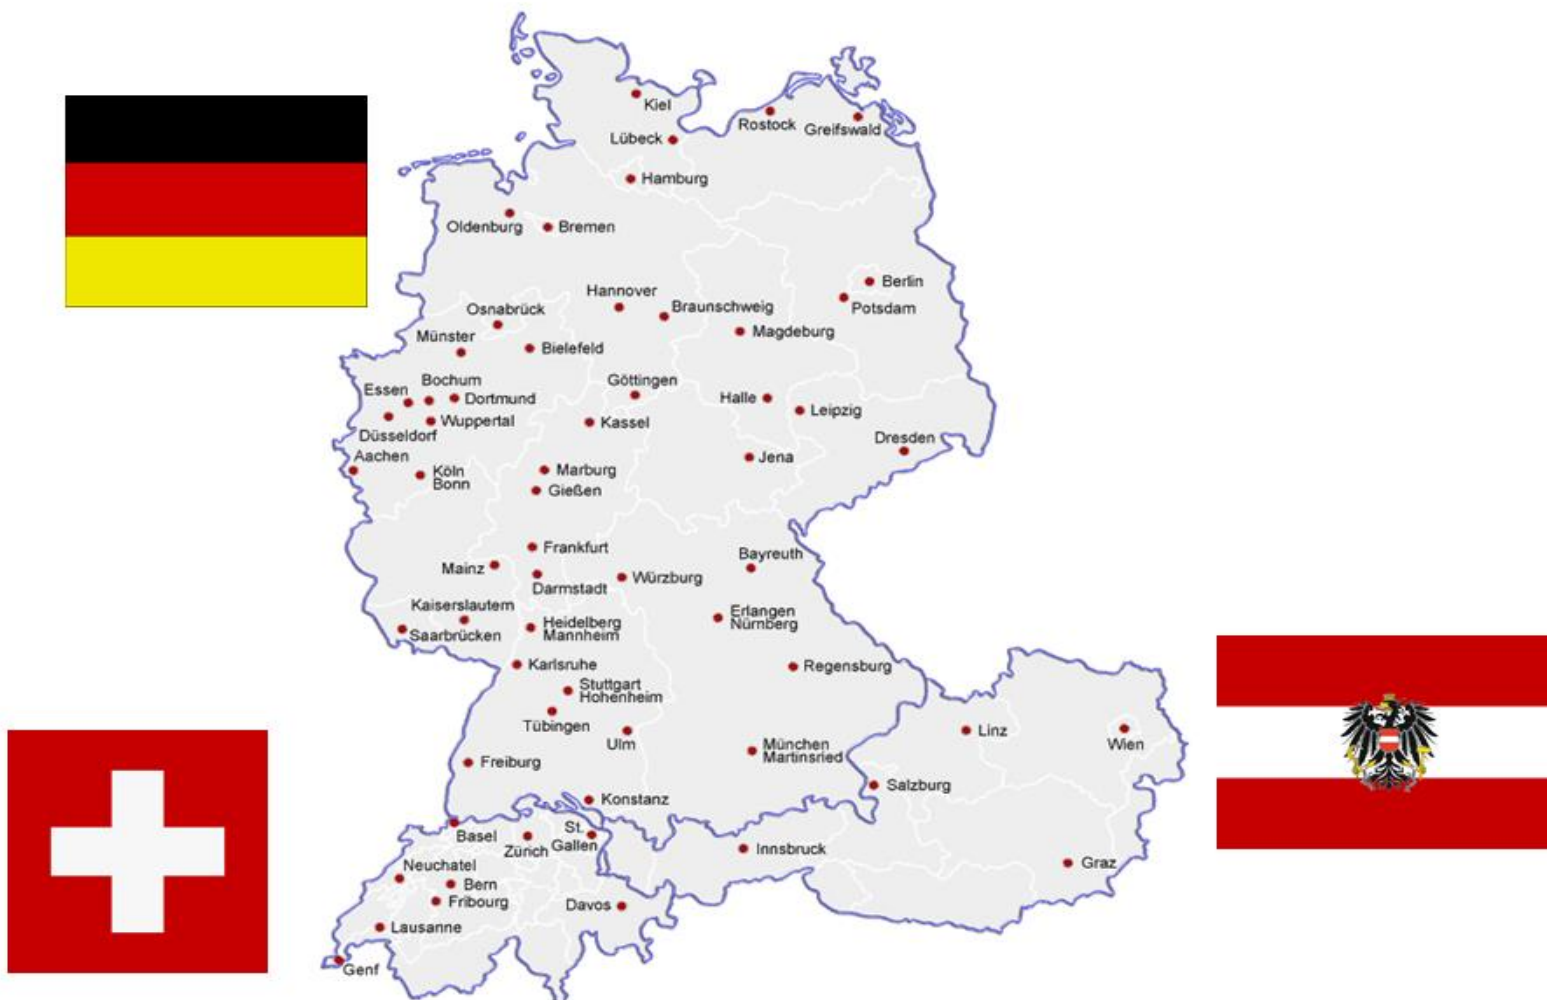 Kiel
Rostock
Greifswald
Lübeck
Hamburg
Oldenburg
Bremen
Berlin
Hannover
Potsdam
Osnabrück
Braunschweig
Magdeburg
Münster
Bielefeld
Göttingen
Essen
Bochum
Dortmund
Halle
Leipzig
Wuppertal
Kassel
Düsseldorf
Dresden
Aachen
Jena
Köln
Bonn
Marburg
Gießen
Frankfurt
Bayreuth
Mainz
Würzburg
Darmstadt
Kaiserslautern
Erlangen
Nürnberg
Heidelberg
Mannheim
Saarbrücken
Karlsruhe
Regensburg
Stuttgart
Hohenheim
Tübingen
Ulm
Linz
Wien
München
Martinsried
Freiburg
Salzburg
Konstanz
Basel
St.
Gallen
Zürich
Innsbruck
Neuchatel
Graz
Bern
Fribourg
Davos
Lausanne
Genf